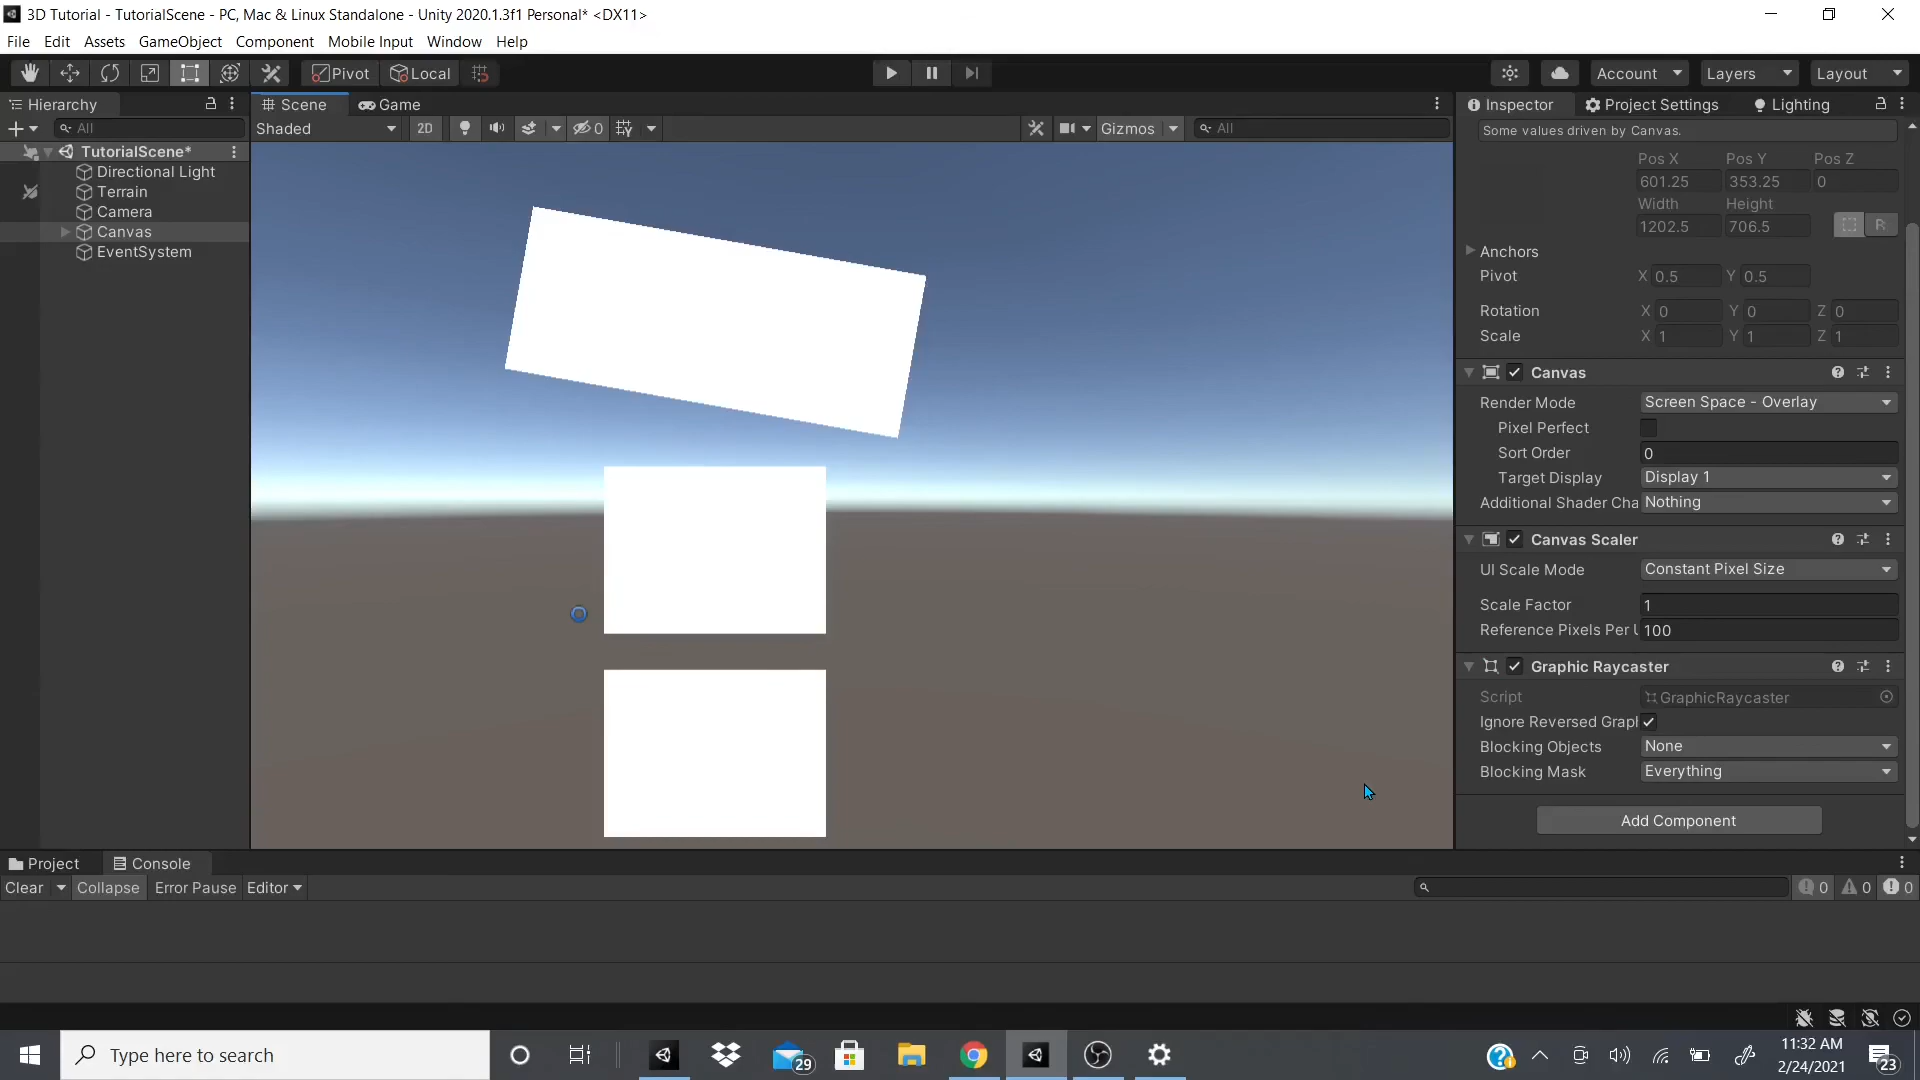 3D Tutorial - TutorialScene - PC, Mac & Linux Standalone - Unity 2020.1.3f1 Personal* <DX11>
File Edit Assets GameObject Component Mobile Input Window Help
Pivot Local Account Layers Layout
Hierarchy Scene Game Inspector Project Settings Lighting
All Shaded 2D 0 Gizmos All
Some values driven by Canvas.
TutorialScene*
Directional Light
Terrain
Camera
Canvas
EventSystem
Pos X Pos Y Pos Z
601.25 353.25 0
Width Height
1202.5 706.5 R
Anchors
Pivot X 0.5 Y 0.5
Rotation X 0 Y 0 Z 0
Scale X 1 Y 1 Z 1
Canvas
Render Mode Screen Space - Overlay
Pixel Perfect
Sort Order 0
Target Display Display 1
Additional Shader Cha Nothing
Canvas Scaler
UI Scale Mode Constant Pixel Size
Scale Factor 1
Reference Pixels Per U 100
Graphic Raycaster
Script GraphicRaycaster
Ignore Reversed Grapl
Blocking Objects None
Blocking Mask Everything
Add Component
Project Console
Clear Collapse Error Pause Editor 0 0 0
Type here to search 29 11:32 AM
2/24/2021 23